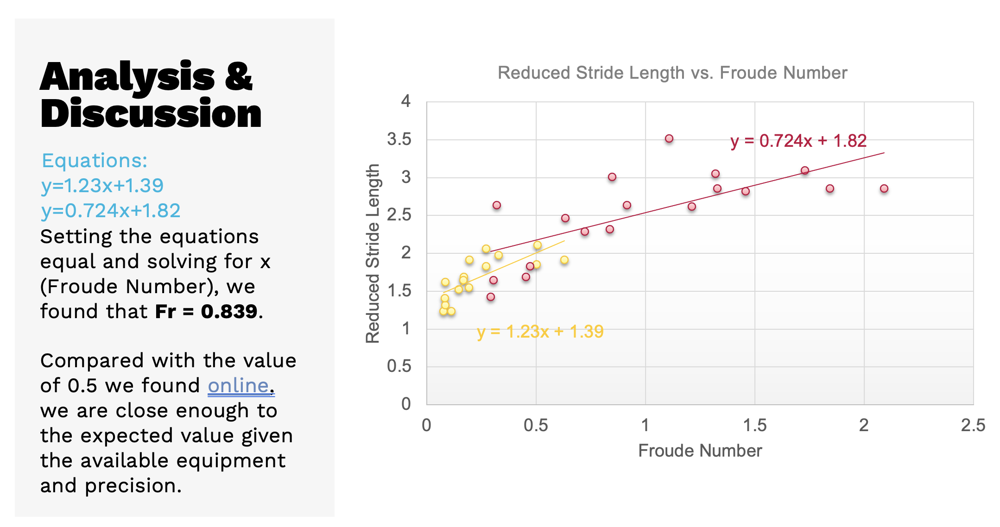 Analysis &
Discussion
Equations:
y=1.23x+1.39
y=0.724x+1.82
Setting the equations
equal and solving for x
(Froude Number), we
found that Fr = 0.839.
Compared with the value
of 0.5 we found online,
we are close enough to
the expected value given
the available equipment
and precision.
Reduced Stride Length vs. Froude Number
Reduced Stride Length
4
3.5
3
2.5
2
1.5
1
0.5
0
y = 0.724x + 1.82
y = 1.23x + 1.39
0 0.5 1 1.5 2 2.5
Froude Number